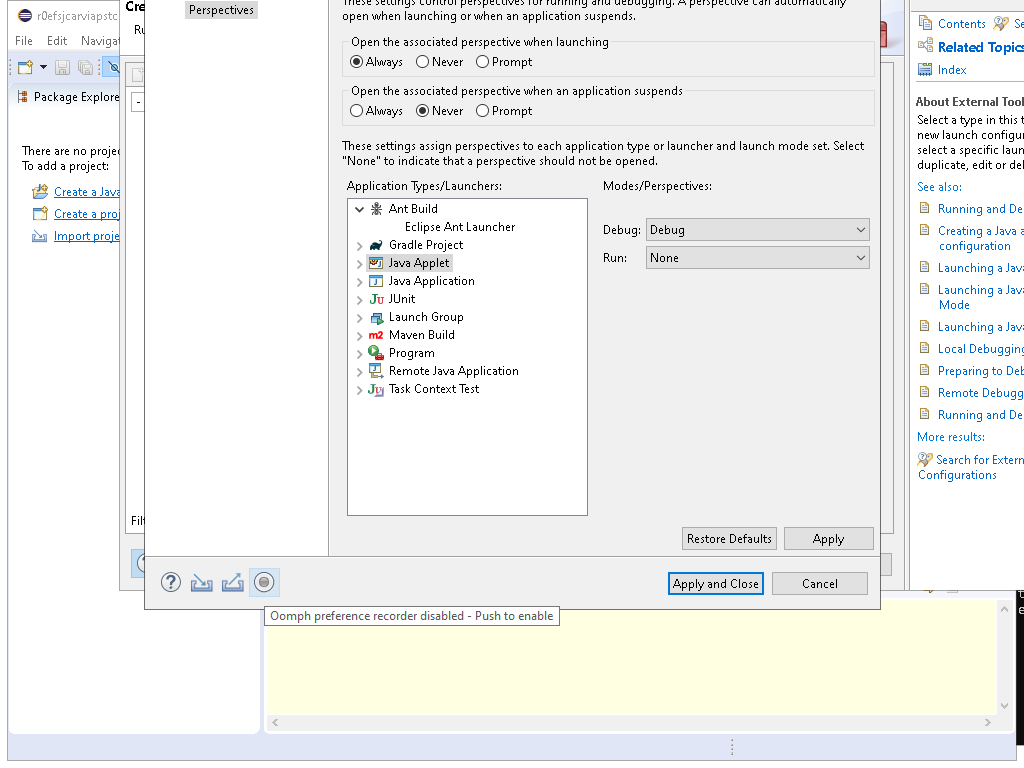 r0efsjcarviapstc
File Edit Navigat
Package Explore
There are no projec
To add a project:
Create a Java
Create a proj
Import proje
Cre
Ru
Filt
Perspectives
These settings control perspectives for running and debugging. A perspective can automatically
open when launching or when an application suspends.
Open the associated perspective when launching
Always Never Prompt
Open the associated perspective when an application suspends
Always Never Prompt
These settings assign perspectives to each application type or launcher and launch mode set. Select
"None" to indicate that a perspective should not be opened.
Application Types/Launchers:
Ant Build
Eclipse Ant Launcher
Gradle Project
Java Applet
Java Application
JUnit
Launch Group
Maven Build
Program
Remote Java Application
Task Context Test
Modes/Perspectives:
Debug: Debug
Run: None
Restore Defaults Apply
Apply and Close Cancel
Oomph preference recorder disabled - Push to enable
Contents Se
Related Topics
Index
About External Tool
Select a type in this t
new launch configur
select a specific laun
duplicate, edit or del
See also:
Running and De
Creating a Java a
configuration
Launching a Java
Launching a Java
Mode
Launching a Java
Local Debugging
Preparing to Deb
Remote Debugg
Running and De
More results:
Search for Extern
Configurations